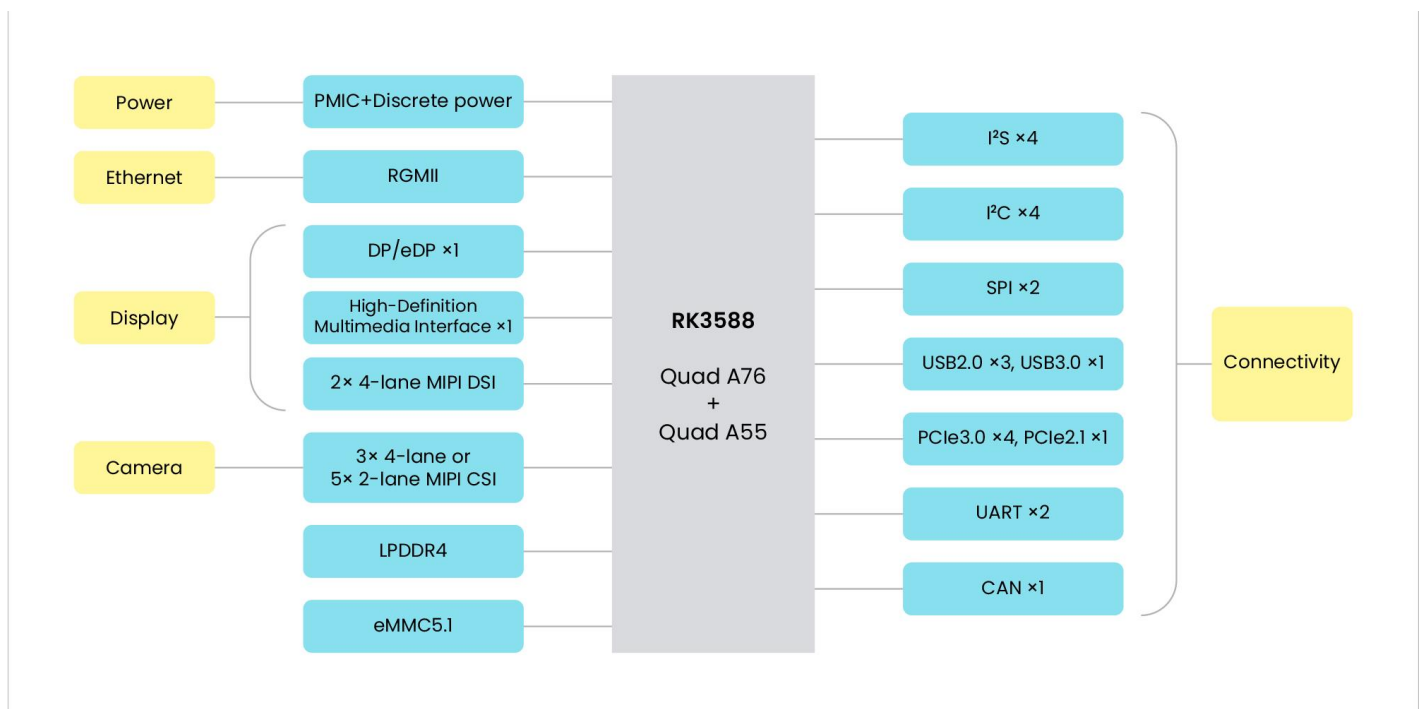 Power
PMIC+Discrete power
Ethernet
RGMII
Display
DP/eDP ×1
High-Definition
Multimedia Interface ×1
2× 4-lane MIPI DSI
Camera
3× 4-lane or
5× 2-lane MIPI CSI
LPDDR4
eMMC5.1
RK3588
Quad A76
+
Quad A55
I²S ×4
I²C ×4
SPI ×2
USB2.0 ×3, USB3.0 ×1
PCIe3.0 ×4, PCIe2.1 ×1
UART ×2
CAN ×1
Connectivity